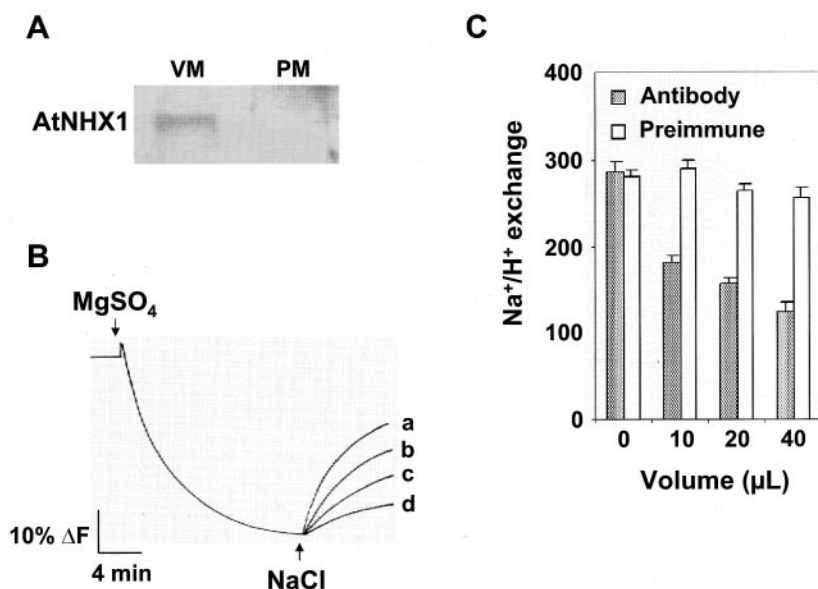 A
VM PM
AtNHX1
B
MgSO₄
a
b
c
d
10% ΔF
4 min
NaCl
C
400
300
200
100
0
Na⁺/H⁺ exchange
Antibody
Preimmune
0 10 20 40
Volume (µL)